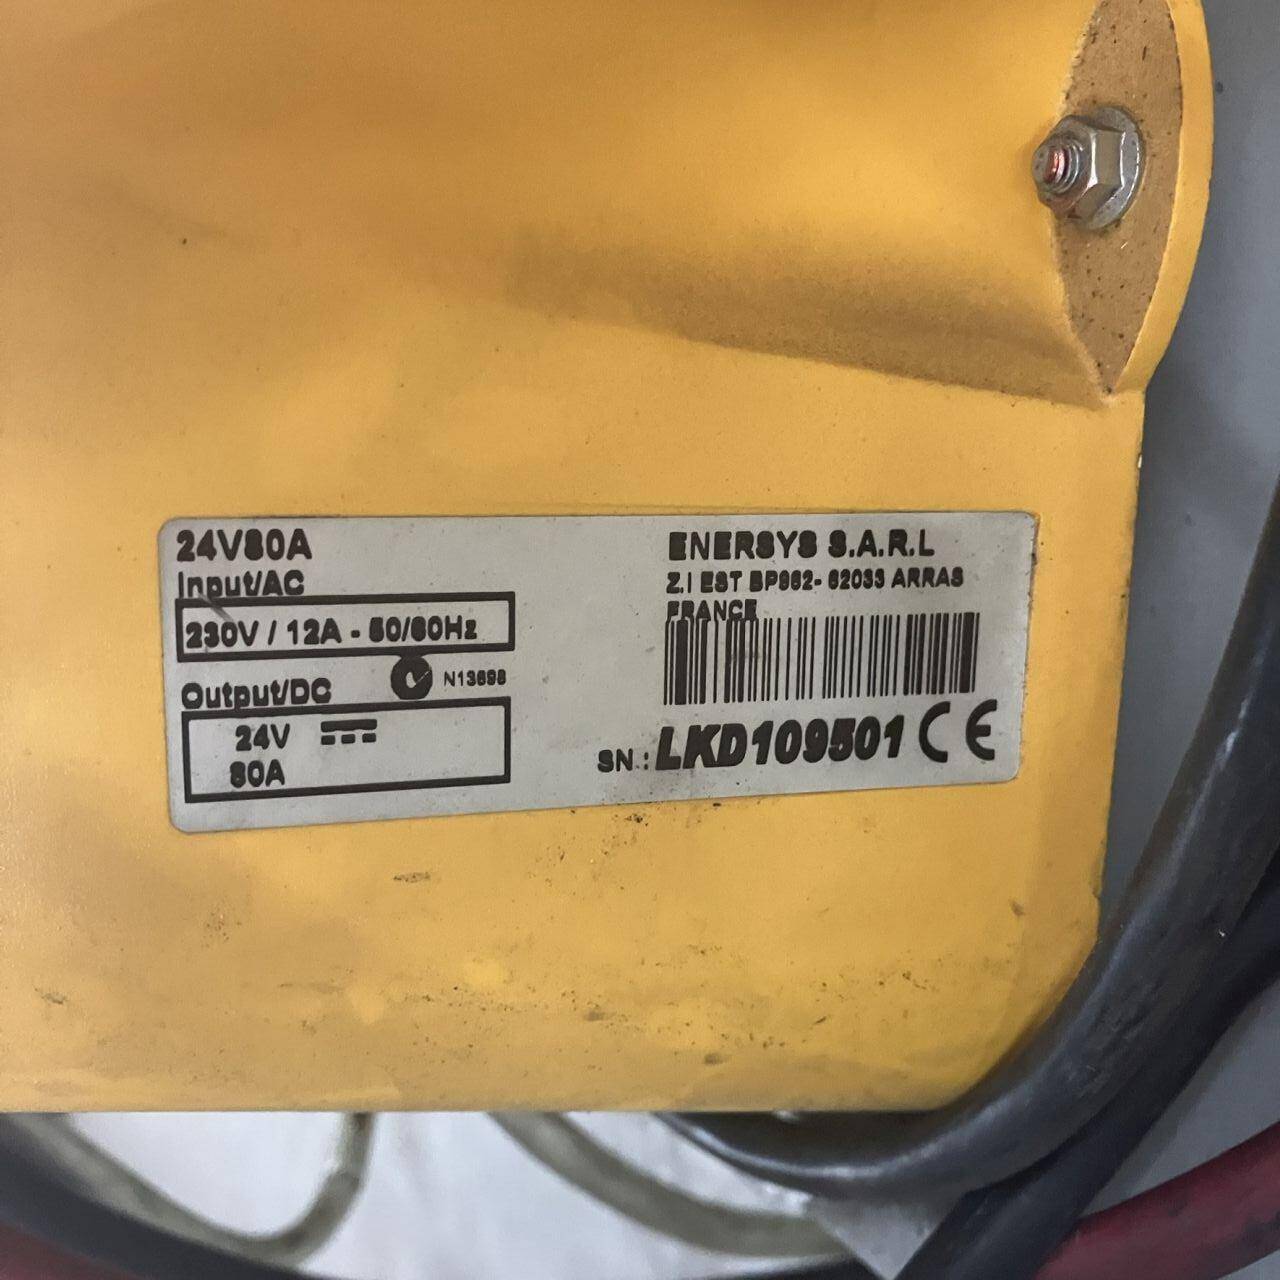 24V80A
Input/AC
230V / 12A - 50/60Hz
N13698
Output/DC
24V
80A
ENERSYS S.A.R.L
Z.I EST BP962- 62033 ARRAS
FRANCE
SN : LKD109501 CE